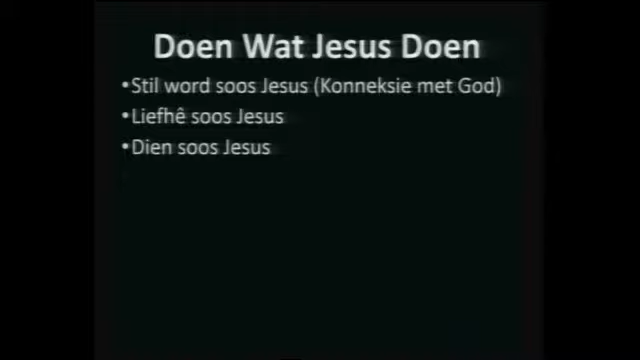 Doen Wat Jesus Doen
•Stil word soos Jesus (Konneksie met God)
•Liefhê soos Jesus
•Dien soos Jesus